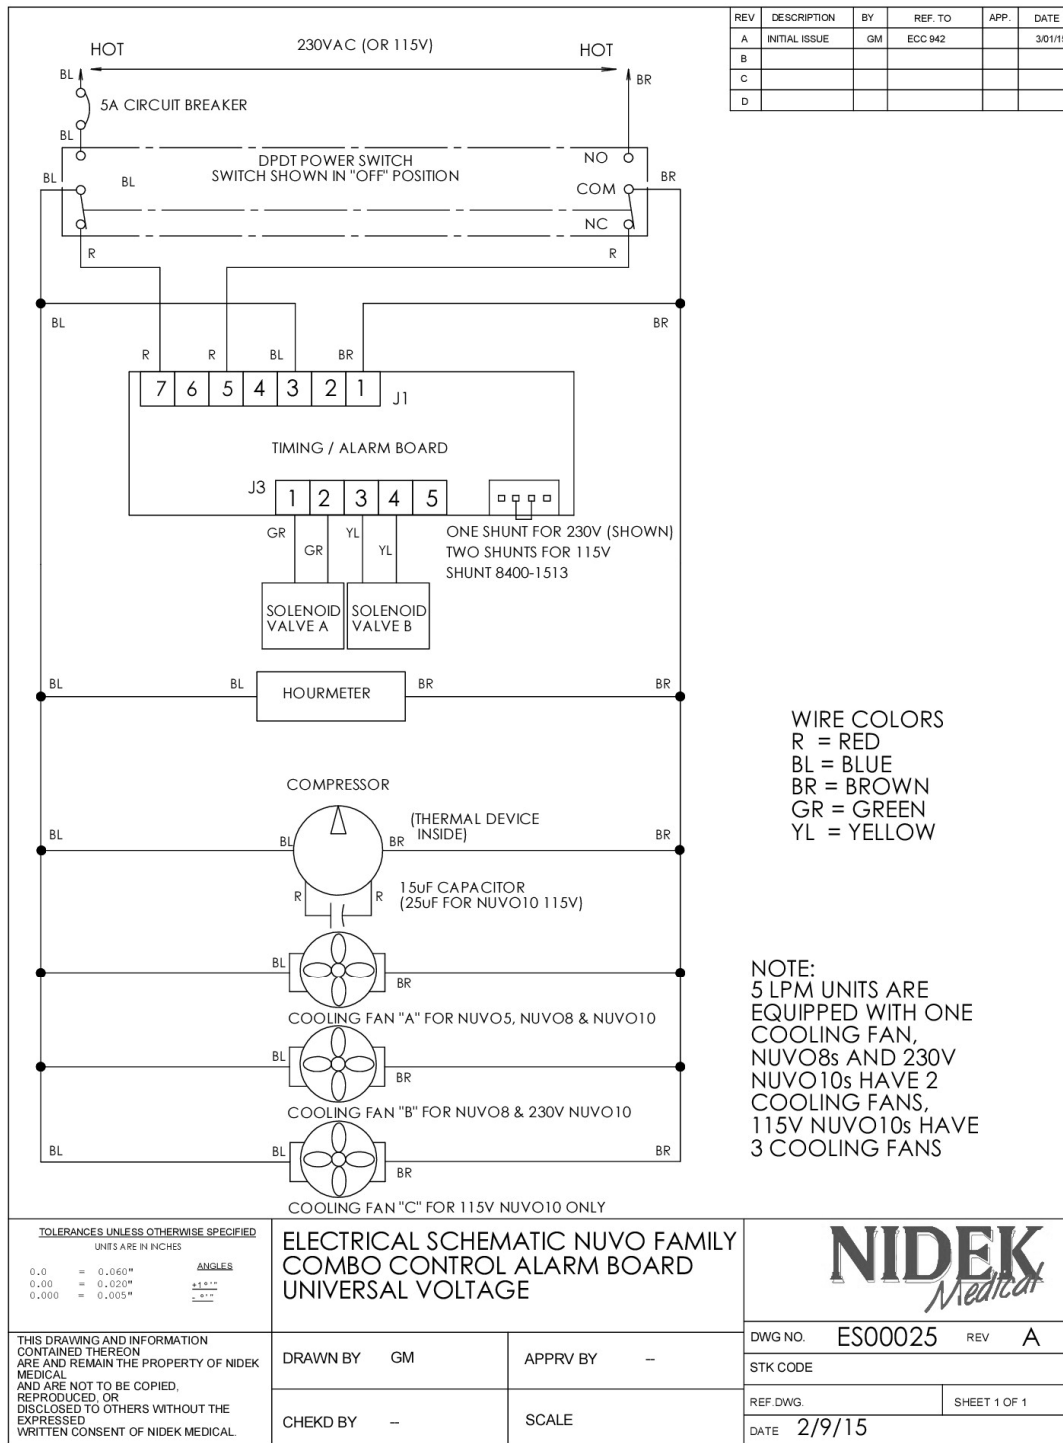 REV DESCRIPTION BY REF. TO APP. DATE
A INITIAL ISSUE GM ECC 942
B
C
D
HOT 230VAC (OR 115V) HOT
BL BR
5A CIRCUIT BREAKER
BL
DPDT POWER SWITCH NO
SWITCH SHOWN IN "OFF" POSITION
BL BL COM BR
NC
R R
BL BR
R R BL BR
7 6 5 4 3 2 1 J1
TIMING / ALARM BOARD
J3 1 2 3 4 5
GR GR YL YL
ONE SHUNT FOR 230V (SHOWN)
TWO SHUNTS FOR 115V
SHUNT 8400-1513
SOLENOID VALVE A
SOLENOID VALVE B
BL BL HOURMETER BR BR
WIRE COLORS
R = RED
BL = BLUE
BR = BROWN
GR = GREEN
YL = YELLOW
COMPRESSOR
(THERMAL DEVICE
INSIDE)
BL BL BR BR
R R
15uF CAPACITOR
(25uF FOR NUVO10 115V)
BL BR
COOLING FAN "A" FOR NUVO5, NUVO8 & NUVO10
BL BR
COOLING FAN "B" FOR NUVO8 & 230V NUVO10
BL BL BR BR
COOLING FAN "C" FOR 115V NUVO10 ONLY
NOTE:
5 LPM UNITS ARE
EQUIPPED WITH ONE
COOLING FAN,
NUVO8s AND 230V
NUVO10s HAVE 2
COOLING FANS,
115V NUVO10s HAVE
3 COOLING FANS
TOLERANCES UNLESS OTHERWISE SPECIFIED
UNITS ARE IN INCHES
ANGLES
0.0 = 0.060"
0.00 = 0.020"
0.000 = 0.005"
ELECTRICAL SCHEMATIC NUVO FAMILY
COMBO CONTROL ALARM BOARD
UNIVERSAL VOLTAGE
NIDEK
Medical
THIS DRAWING AND INFORMATION
CONTAINED THEREON
ARE AND REMAIN THE PROPERTY OF NIDEK
MEDICAL
AND ARE NOT TO BE COPIED,
REPRODUCED, OR
DISCLOSED TO OTHERS WITHOUT THE
EXPRESSED
WRITTEN CONSENT OF NIDEK MEDICAL.
DRAWN BY GM
APPRV BY --
CHEKD BY --
SCALE
DWG NO. ES00025 REV A
STK CODE
REF.DWG. SHEET 1 OF 1
DATE 2/9/15